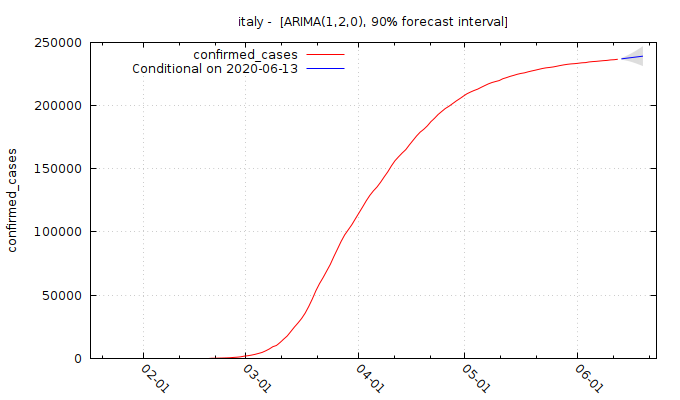 italy -  [ARIMA(1,2,0), 90% forecast interval]
confirmed_cases
Conditional on 2020-06-13
confirmed_cases
250000
200000
150000
100000
50000
0
02-01
03-01
04-01
05-01
06-01